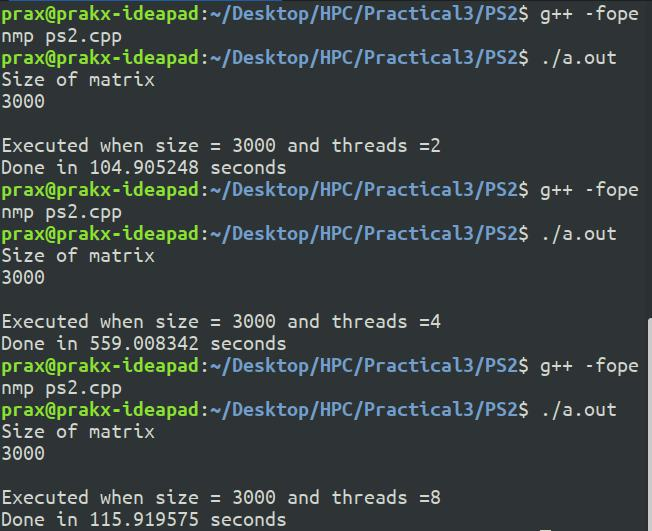 prax@prakx-ideapad:~/Desktop/HPC/Practical3/PS2$ g++ -fope
nmp ps2.cpp
prax@prakx-ideapad:~/Desktop/HPC/Practical3/PS2$ ./a.out
Size of matrix
3000

Executed when size = 3000 and threads =2
Done in 104.905248 seconds
prax@prakx-ideapad:~/Desktop/HPC/Practical3/PS2$ g++ -fope
nmp ps2.cpp
prax@prakx-ideapad:~/Desktop/HPC/Practical3/PS2$ ./a.out
Size of matrix
3000

Executed when size = 3000 and threads =4
Done in 559.008342 seconds
prax@prakx-ideapad:~/Desktop/HPC/Practical3/PS2$ g++ -fope
nmp ps2.cpp
prax@prakx-ideapad:~/Desktop/HPC/Practical3/PS2$ ./a.out
Size of matrix
3000

Executed when size = 3000 and threads =8
Done in 115.919575 seconds